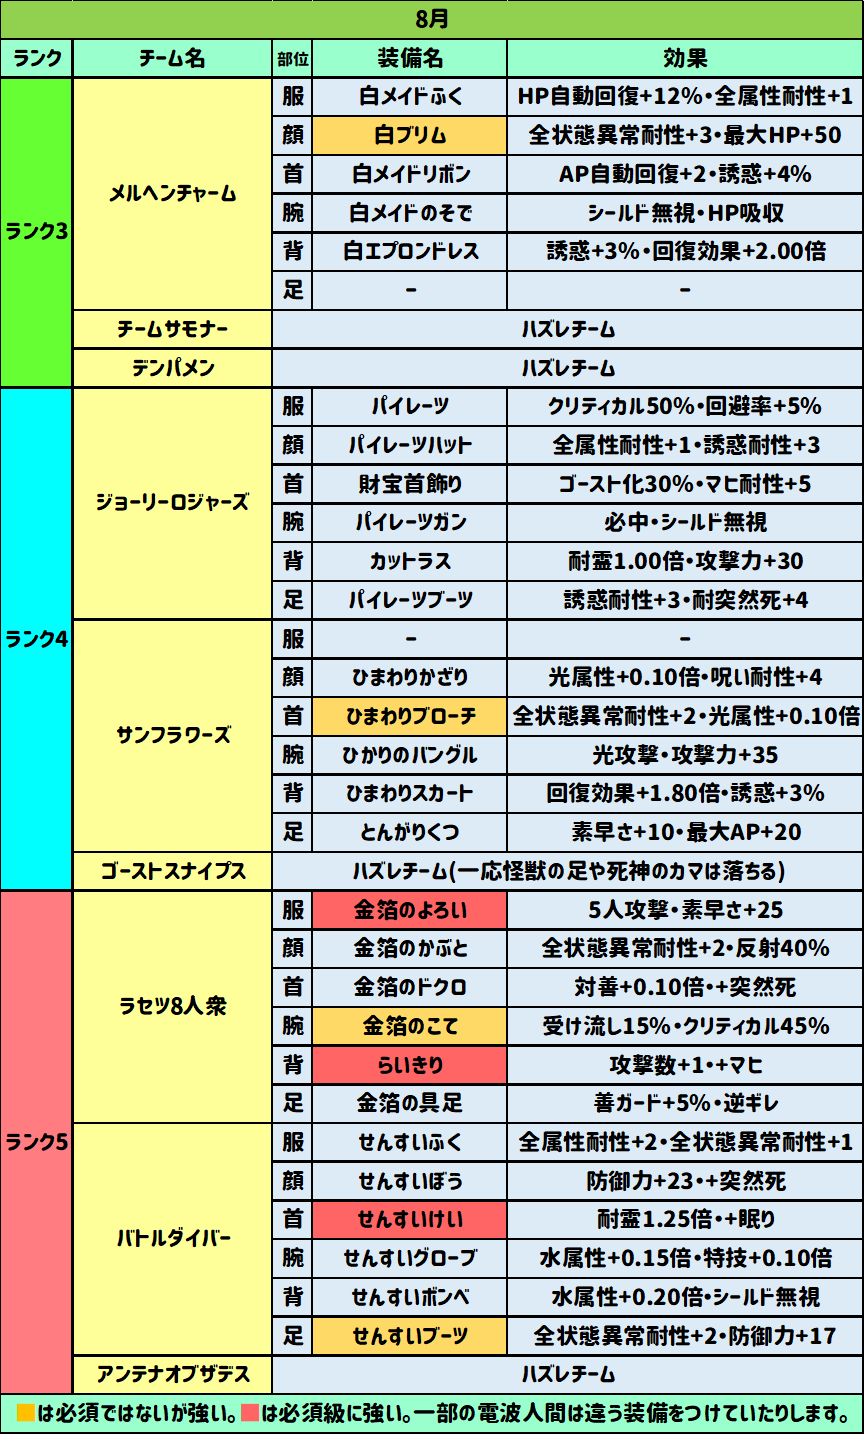 8月
ランク チーム名 部位 装備名 効果
ランク3
メルヘンチャーム
服 白メイドふく HP自動回復+12%・全属性耐性+1
顔 白ブリム 全状態異常耐性+3・最大HP+50
首 白メイドリボン AP自動回復+2・誘惑+4%
腕 白メイドのそで シールド無視・HP吸収
背 白エプロンドレス 誘惑+3%・回復効果+2.00倍
足 - -
チームサモナー ハズレチーム
デンパメン ハズレチーム
ランク4
ジョーリーロジャーズ
服 パイレーツ クリティカル50%・回避率+5%
顔 パイレーツハット 全属性耐性+1・誘惑耐性+3
首 財宝首飾り ゴースト化30%・マヒ耐性+5
腕 パイレーツガン 必中・シールド無視
背 カットラス 耐霊1.00倍・攻撃力+30
足 パイレーツブーツ 誘惑耐性+3・耐突然死+4
サンフラワーズ
服 - -
顔 ひまわりかざり 光属性+0.10倍・呪い耐性+4
首 ひまわりブローチ 全状態異常耐性+2・光属性+0.10倍
腕 ひかりのバングル 光攻撃・攻撃力+35
背 ひまわりスカート 回復効果+1.80倍・誘惑+3%
足 とんがりくつ 素早さ+10・最大AP+20
ゴーストスナイプス ハズレチーム(一応怪獣の足や死神のカマは落ちる)
ランク5
ラセツ8人衆
服 金箔のよろい 5人攻撃・素早さ+25
顔 金箔のかぶと 全状態異常耐性+2・反射40%
首 金箔のドクロ 対善+0.10倍・+突然死
腕 金箔のこて 受け流し15%・クリティカル45%
背 らいきり 攻撃数+1・+マヒ
足 金箔の具足 善ガード+5%・逆ギレ
バトルダイバー
服 せんすいふく 全属性耐性+2・全状態異常耐性+1
顔 せんすいぼう 防御力+23・+突然死
首 せんすいけい 耐霊1.25倍・+眠り
腕 せんすいグローブ 水属性+0.15倍・特技+0.10倍
背 せんすいボンベ 水属性+0.20倍・シールド無視
足 せんすいブーツ 全状態異常耐性+2・防御力+17
アンテナオブザデス ハズレチーム
■は必須ではないが強い。■は必須級に強い。一部の電波人間は違う装備をつけていたりします。